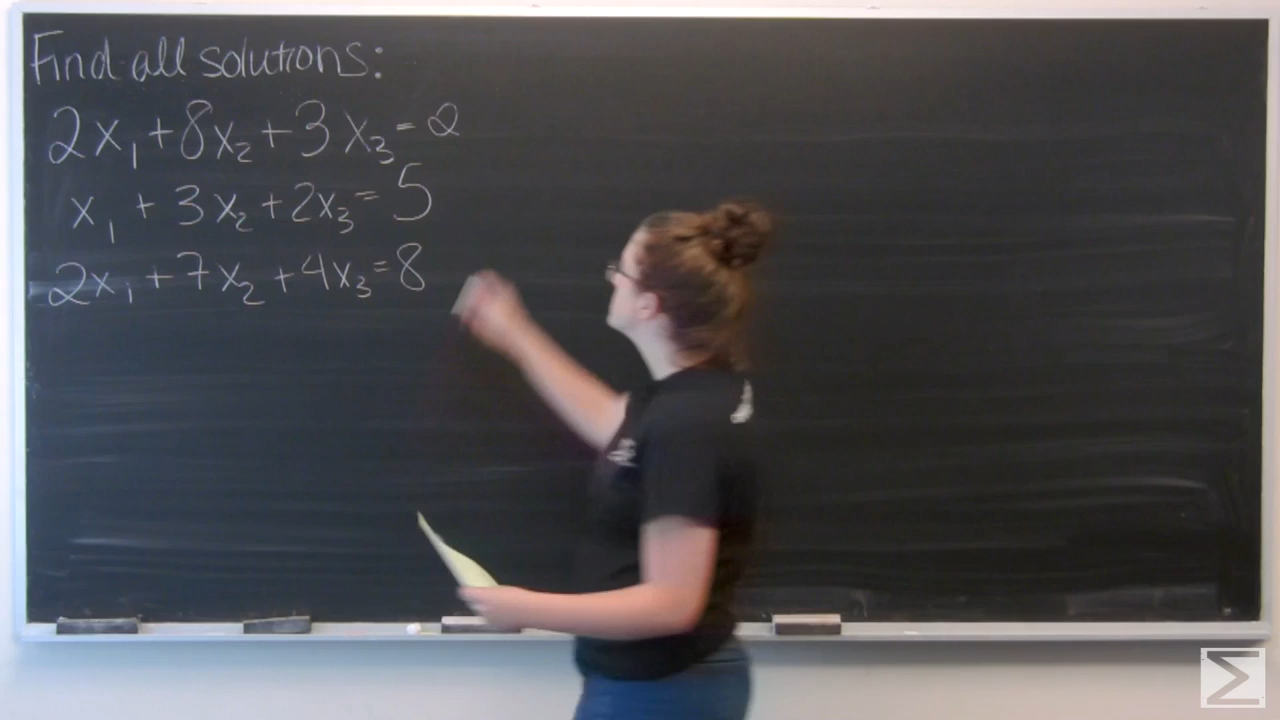 Find all solutions:
2x₁+8x₂+3x₃=2
x₁+3x₂+2x₃=5
2x₁+7x₂+4x₃=8
Σ